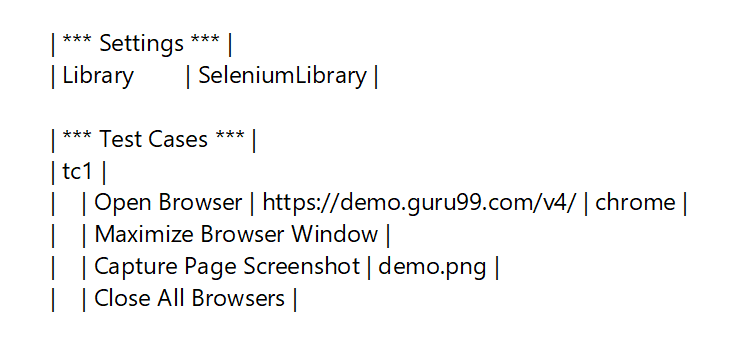 | *** Settings *** |
| Library        | SeleniumLibrary |
| *** Test Cases *** |
| tc1 |
|    | Open Browser | https://demo.guru99.com/v4/ | chrome |
|    | Maximize Browser Window |
|    | Capture Page Screenshot | demo.png |
|    | Close All Browsers |